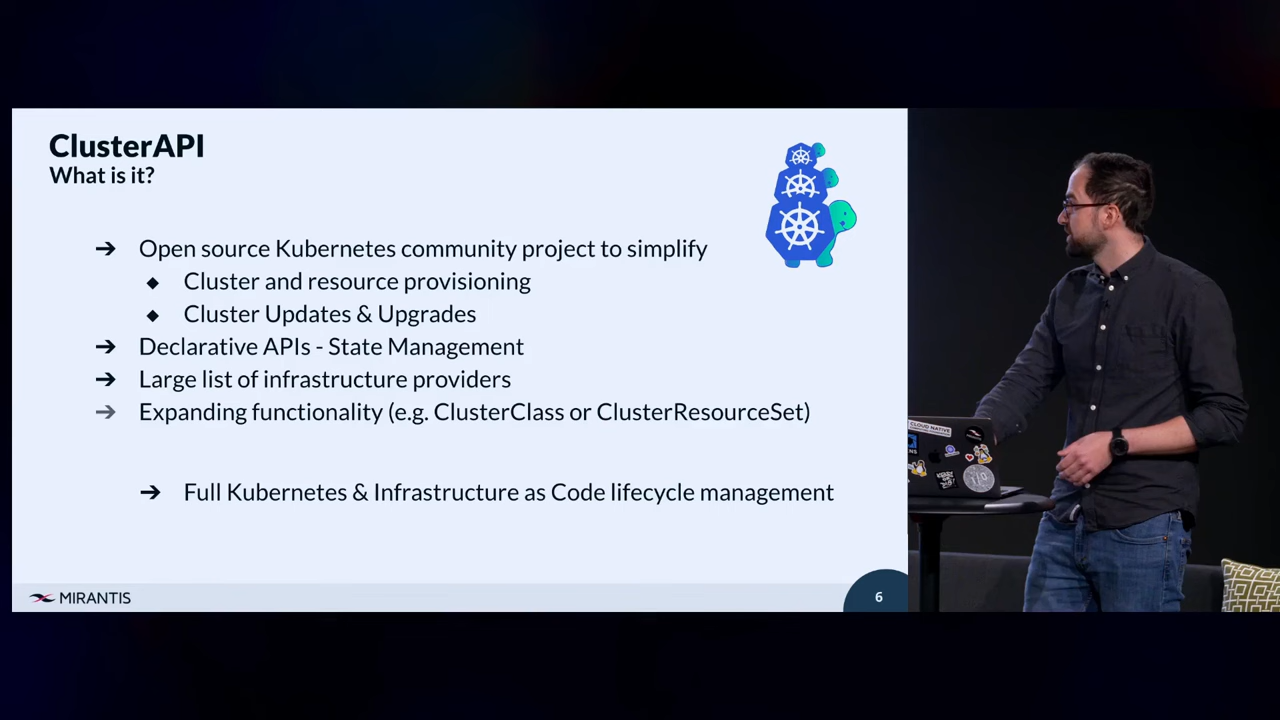 ClusterAPI
What is it?
➔ Open source Kubernetes community project to simplify
◆ Cluster and resource provisioning
◆ Cluster Updates & Upgrades
➔ Declarative APIs - State Management
➔ Large list of infrastructure providers
➔ Expanding functionality (e.g. ClusterClass or ClusterResourceSet)
➔ Full Kubernetes & Infrastructure as Code lifecycle management
MIRANTIS
6
CLOUD NATIVE